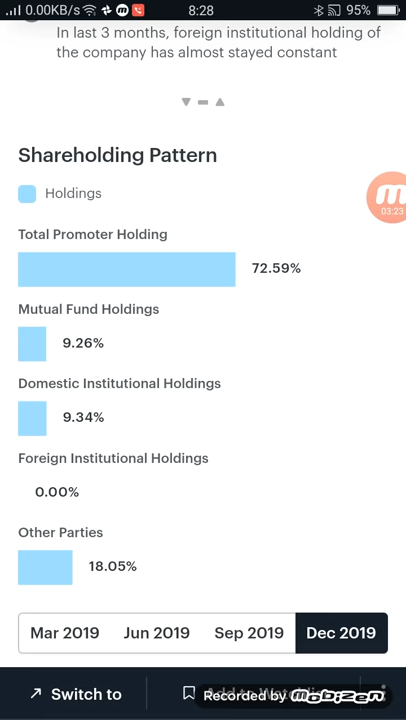 0.00KB/s
8:28
95%
In last 3 months, foreign institutional holding of
the company has almost stayed constant
Shareholding Pattern
03:23
Holdings
Total Promoter Holding
72.59%
Mutual Fund Holdings
9.26%
Domestic Institutional Holdings
9.34%
Foreign Institutional Holdings
0.00%
Other Parties
18.05%
Mar 2019 Jun 2019 Sep 2019 Dec 2019
Switch to
Recorded by mobizen